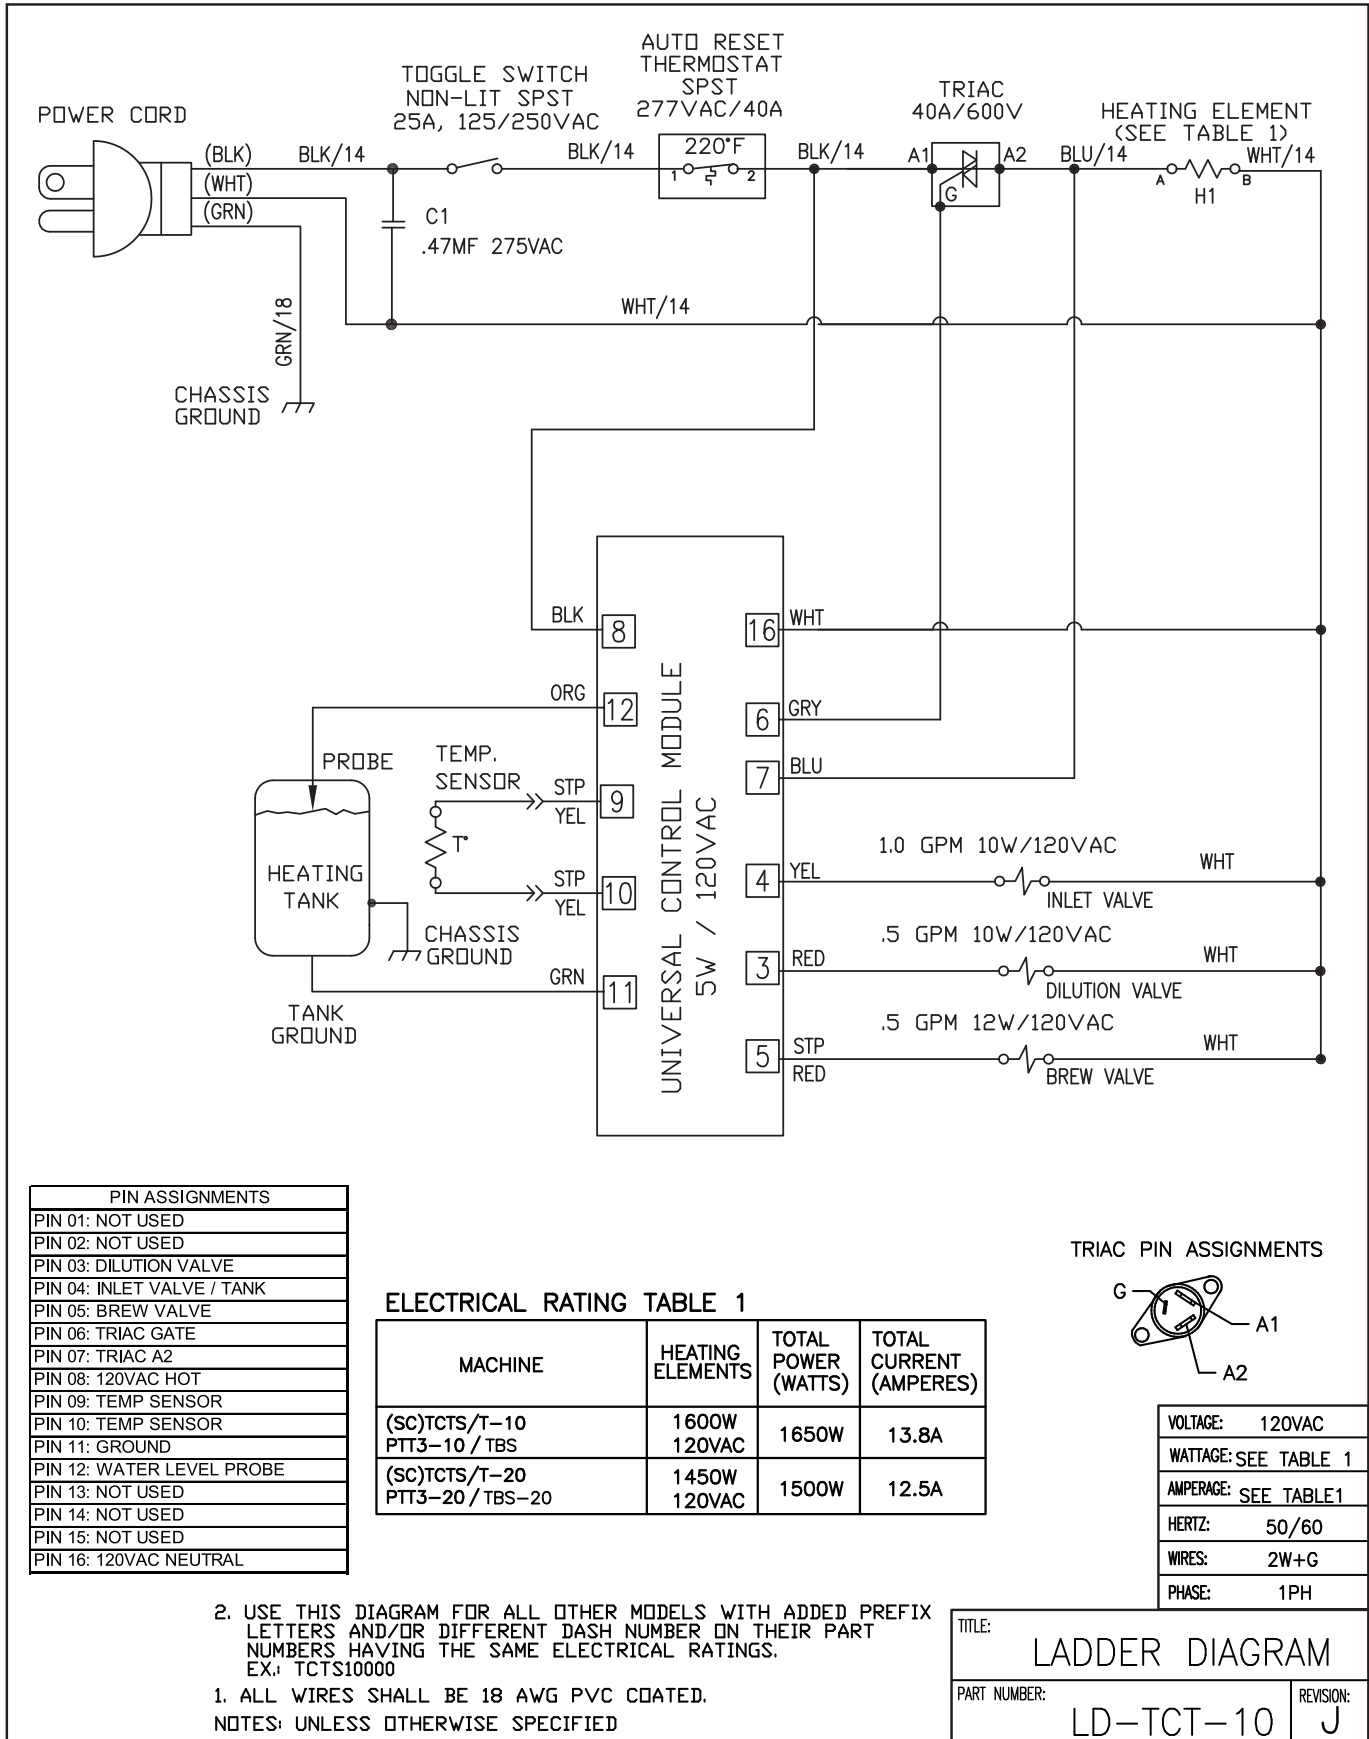 AUTO RESET
THERMOSTAT
SPST
277VAC/40A
TOGGLE SWITCH
NON-LIT SPST
25A, 125/250VAC
TRIAC
40A/600V
HEATING ELEMENT
(SEE TABLE 1)
POWER CORD
(BLK)
BLK/14
BLK/14
220°F
1
2
BLK/14
A1
A2
G
BLU/14
WHT/14
A
B
H1
(WHT)
(GRN)
C1
.47MF 275VAC
WHT/14
GRN/18
CHASSIS
GROUND
UNIVERSAL CONTROL MODULE
5W / 120VAC
BLK
8
16
WHT
ORG
12
6
GRY
7
BLU
PROBE
TEMP.
SENSOR
STP
YEL
9
T°
HEATING
TANK
STP
YEL
10
4
YEL
1.0 GPM 10W/120VAC
WHT
INLET VALVE
CHASSIS
GROUND
.5 GPM 10W/120VAC
3
RED
WHT
DILUTION VALVE
GRN
11
TANK
GROUND
.5 GPM 12W/120VAC
5
STP
RED
WHT
BREW VALVE
PIN ASSIGNMENTS
PIN 01: NOT USED
PIN 02: NOT USED
PIN 03: DILUTION VALVE
PIN 04: INLET VALVE / TANK
PIN 05: BREW VALVE
PIN 06: TRIAC GATE
PIN 07: TRIAC A2
PIN 08: 120VAC HOT
PIN 09: TEMP SENSOR
PIN 10: TEMP SENSOR
PIN 11: GROUND
PIN 12: WATER LEVEL PROBE
PIN 13: NOT USED
PIN 14: NOT USED
PIN 15: NOT USED
PIN 16: 120VAC NEUTRAL
ELECTRICAL RATING TABLE 1
MACHINE
HEATING
ELEMENTS
TOTAL
POWER
(WATTS)
TOTAL
CURRENT
(AMPERES)
(SC)TCTS/T-10
PTT3-10 / TBS
1600W
120VAC
1650W
13.8A
(SC)TCTS/T-20
PTT3-20 / TBS-20
1450W
120VAC
1500W
12.5A
TRIAC PIN ASSIGNMENTS
G
A1
A2
VOLTAGE: 120VAC
WATTAGE: SEE TABLE 1
AMPERAGE: SEE TABLE1
HERTZ: 50/60
WIRES: 2W+G
PHASE: 1PH
2. USE THIS DIAGRAM FOR ALL OTHER MODELS WITH ADDED PREFIX
LETTERS AND/OR DIFFERENT DASH NUMBER ON THEIR PART
NUMBERS HAVING THE SAME ELECTRICAL RATINGS.
EX.: TCTS10000
1. ALL WIRES SHALL BE 18 AWG PVC COATED.
NOTES: UNLESS OTHERWISE SPECIFIED
TITLE:
LADDER DIAGRAM
PART NUMBER:
LD-TCT-10
REVISION:
J